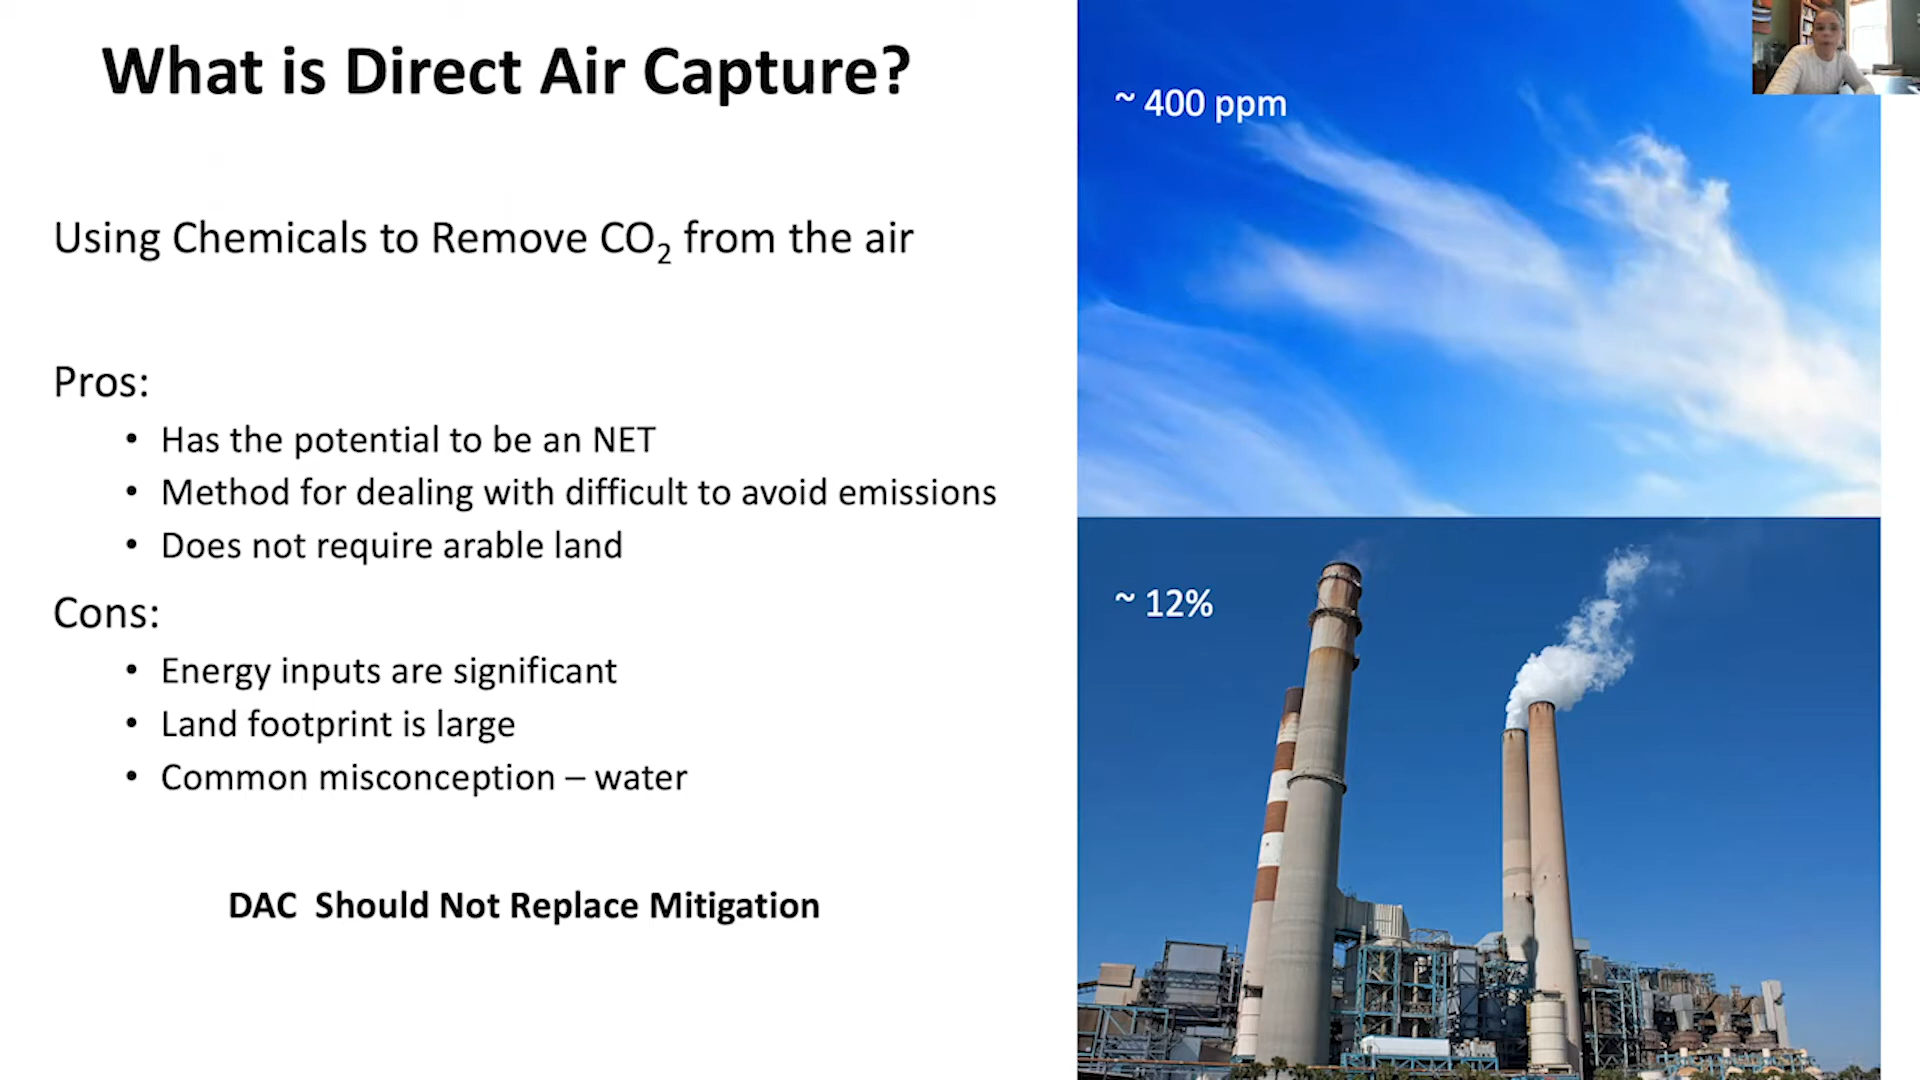 What is Direct Air Capture?
~ 400 ppm
Using Chemicals to Remove CO₂ from the air
Pros:
• Has the potential to be an NET
• Method for dealing with difficult to avoid emissions
• Does not require arable land
~ 12%
Cons:
• Energy inputs are significant
• Land footprint is large
• Common misconception – water
DAC  Should Not Replace Mitigation